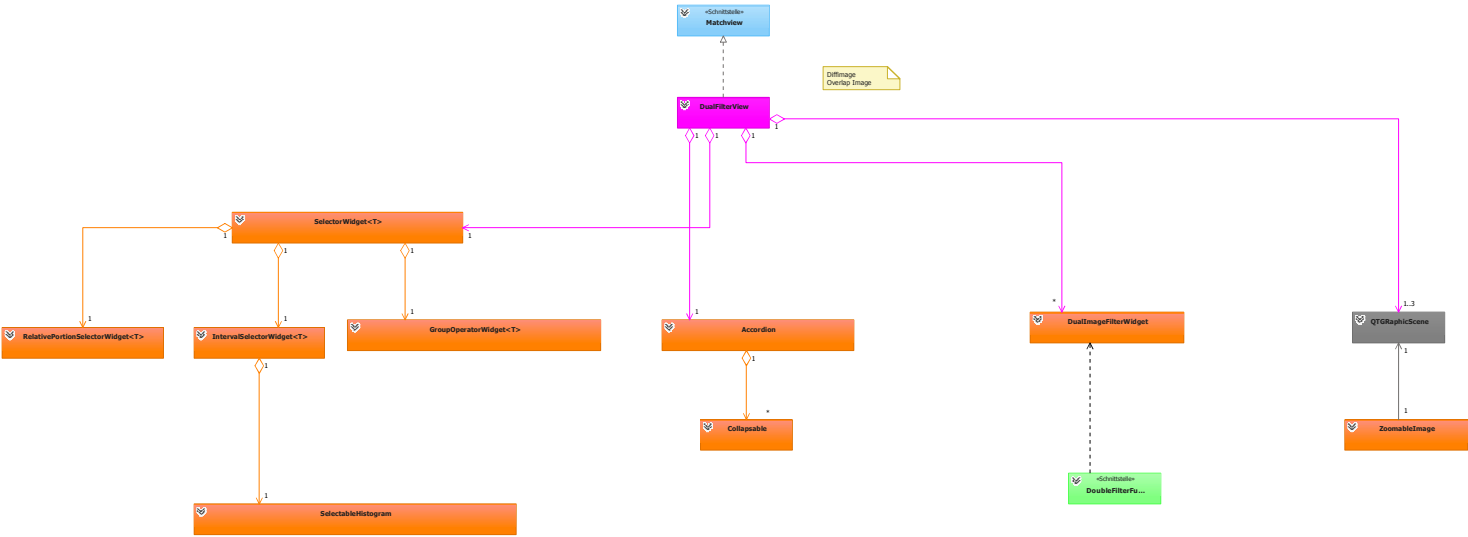 «Schnittstelle»
Matchview
DiffImage
Overlap Image
DualFilterView
1
1
1
1
SelectorWidget<T>
1
1
1
1
1
1
1
1
*
1..3
RelativePortionSelectorWidget<T>
IntervalSelectorWidget<T>
GroupOperatorWidget<T>
Accordion
DualImageFilterWidget
QTGRaphicScene
1
1
1
*
1
Collapsable
ZoomableImage
«Schnittstelle»
DoubleFilterFu...
1
SelectableHistogram